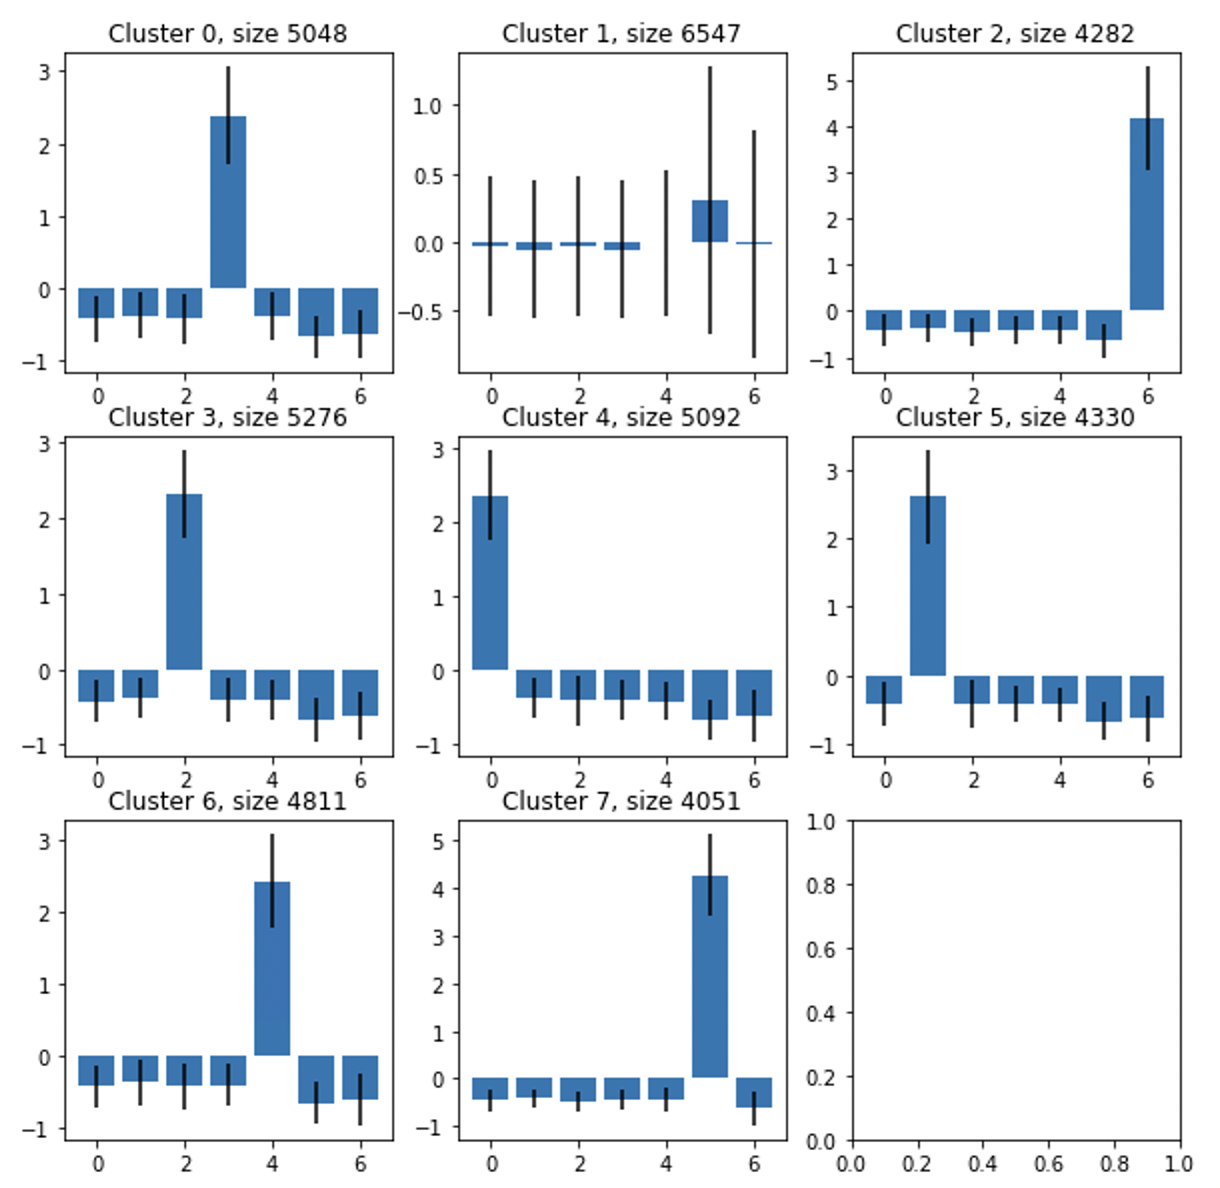 Cluster 0, size 5048
3
2
1
0
−1
0 2 4 6
Cluster 1, size 6547
1.0
0.5
0.0
−0.5
Cluster 2, size 4282
5
4
3
2
1
0
−1
0 2 4 6
Cluster 3, size 5276
3
2
1
0
−1
0 2 4 6
Cluster 4, size 5092
3
2
1
0
−1
0 2 4 6
Cluster 5, size 4330
3
2
1
0
−1
0 2 4 6
Cluster 6, size 4811
3
2
1
0
−1
0 2 4 6
Cluster 7, size 4051
5
4
3
2
1
0
−1
0 2 4 6
1.0
0.8
0.6
0.4
0.2
0.0
0.0 0.2 0.4 0.6 0.8 1.0
0 2 4 6